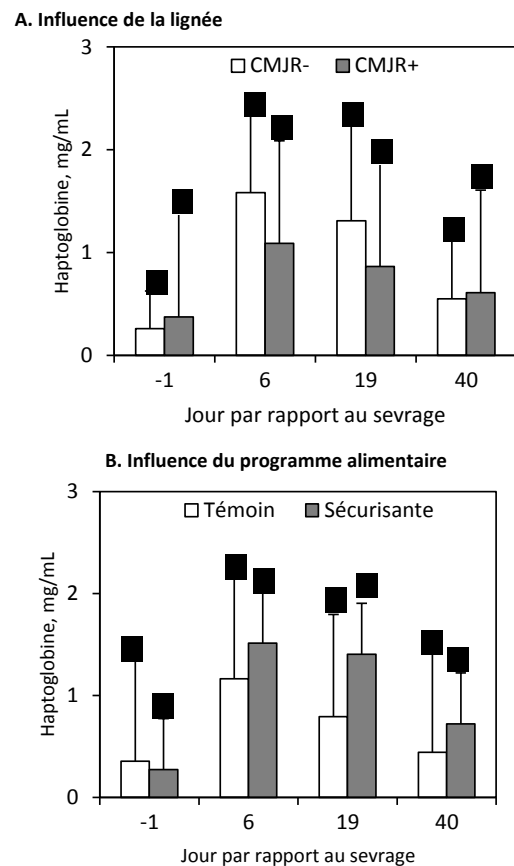 A. Influence de la lignée
CMJR- CMJR+
3
2
1
0
Haptoglobine, mg/mL
-1 6 19 40
Jour par rapport au sevrage
B. Influence du programme alimentaire
Témoin Sécurisante
3
2
1
0
Haptoglobine, mg/mL
-1 6 19 40
Jour par rapport au sevrage